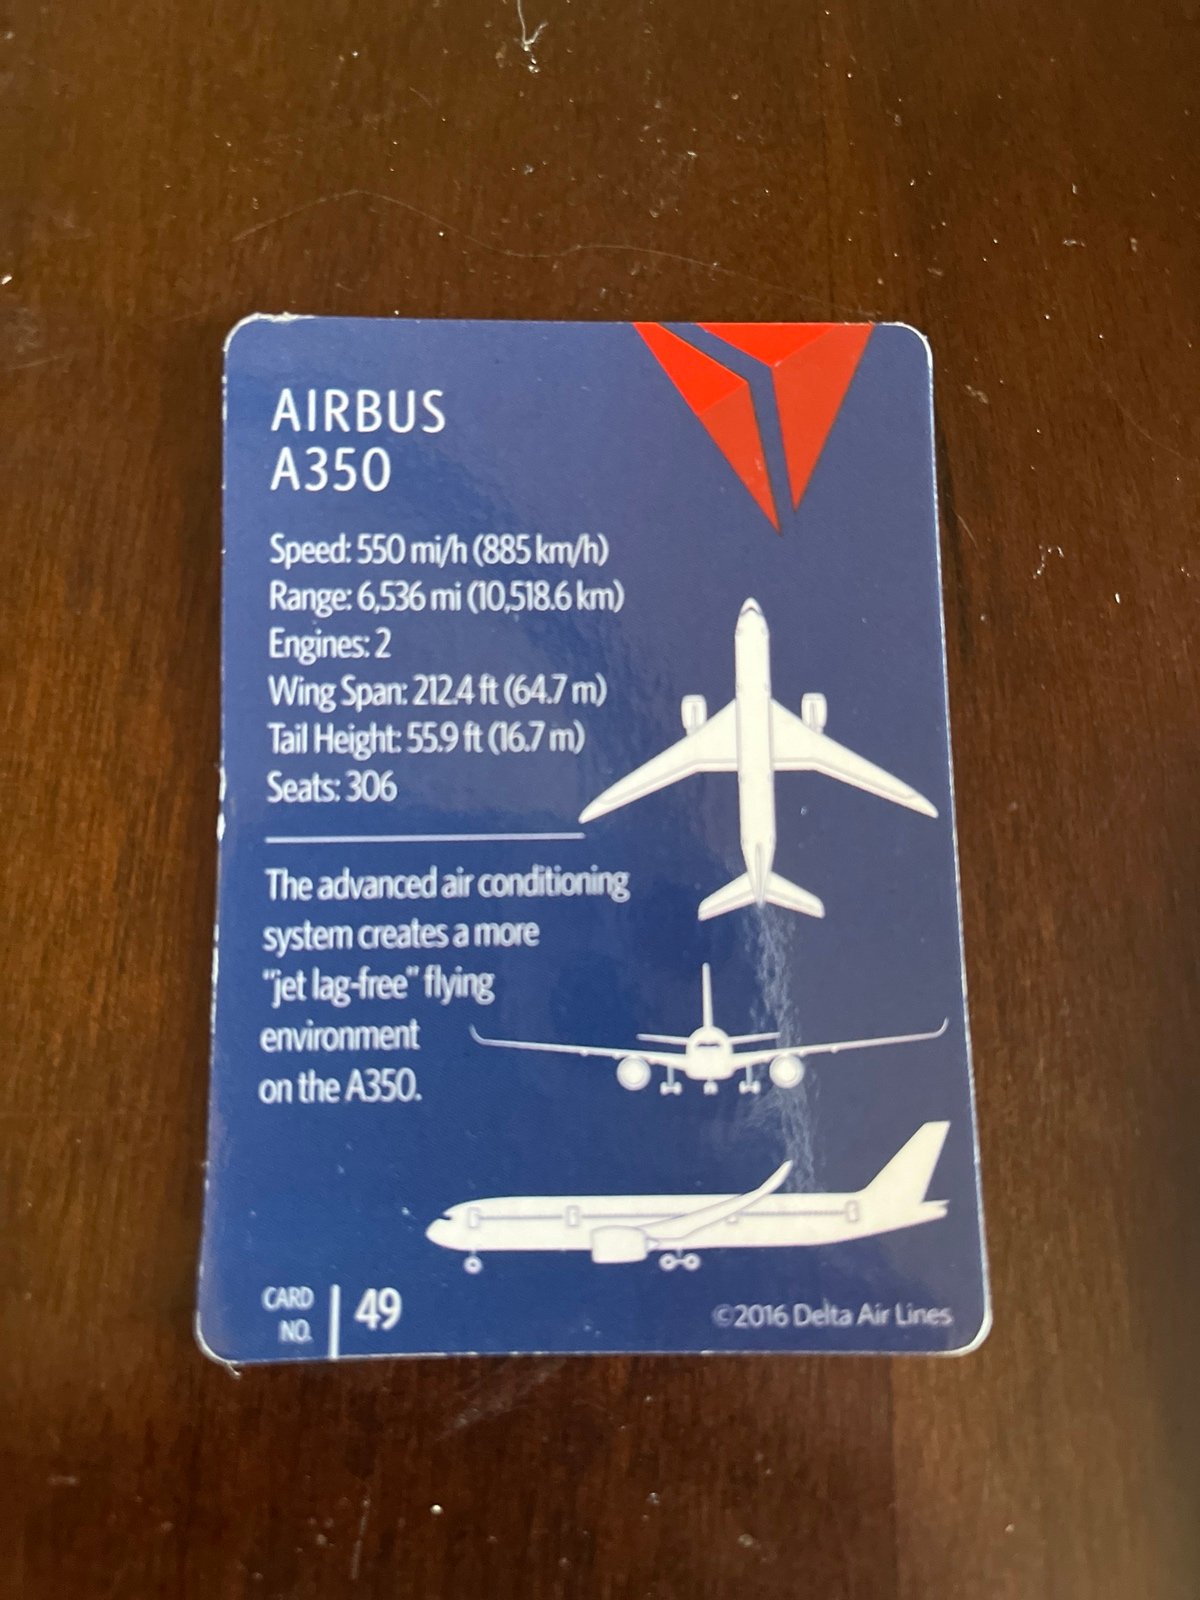 AIRBUS
A350
Speed: 550 mi/h (885 km/h)
Range: 6,536 mi (10,518.6 km)
Engines: 2
Wing Span: 212.4 ft (64.7 m)
Tail Height: 55.9 ft (16.7 m)
Seats: 306
The advanced air conditioning
system creates a more
"jet lag-free" flying
environment
on the A350.
CARD
NO.
49
©2016 Delta Air Lines